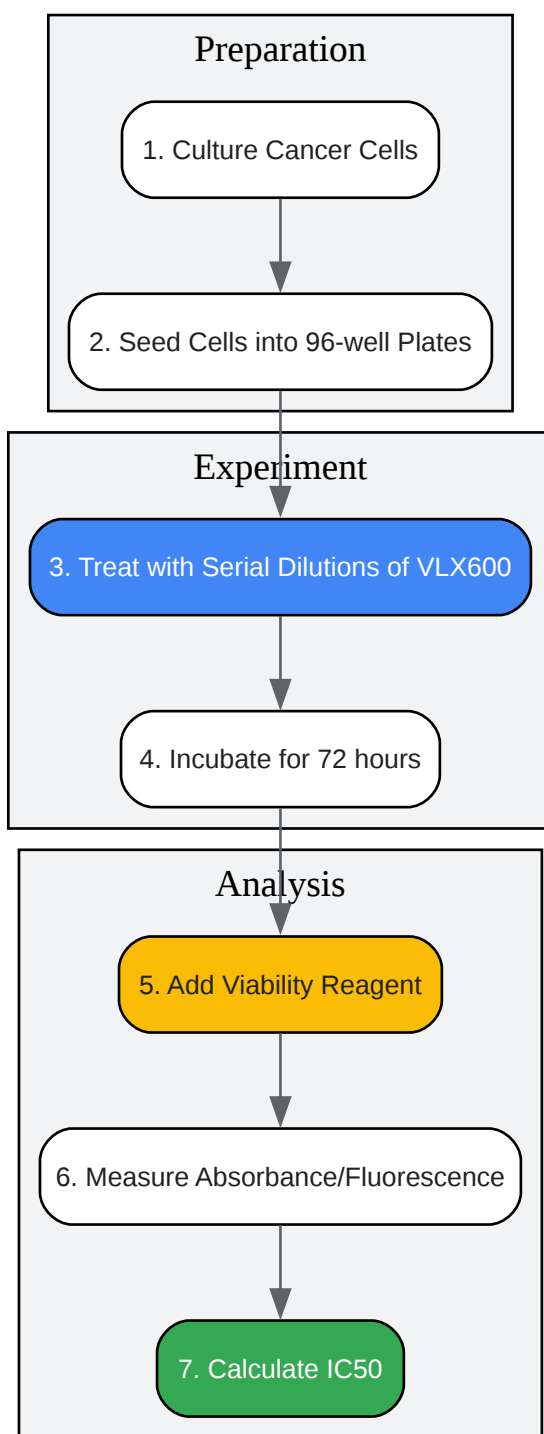 Preparation
1. Culture Cancer Cells
2. Seed Cells into 96-well Plates
Experiment
3. Treat with Serial Dilutions of VLX600
4. Incubate for 72 hours
Analysis
5. Add Viability Reagent
6. Measure Absorbance/Fluorescence
7. Calculate IC50